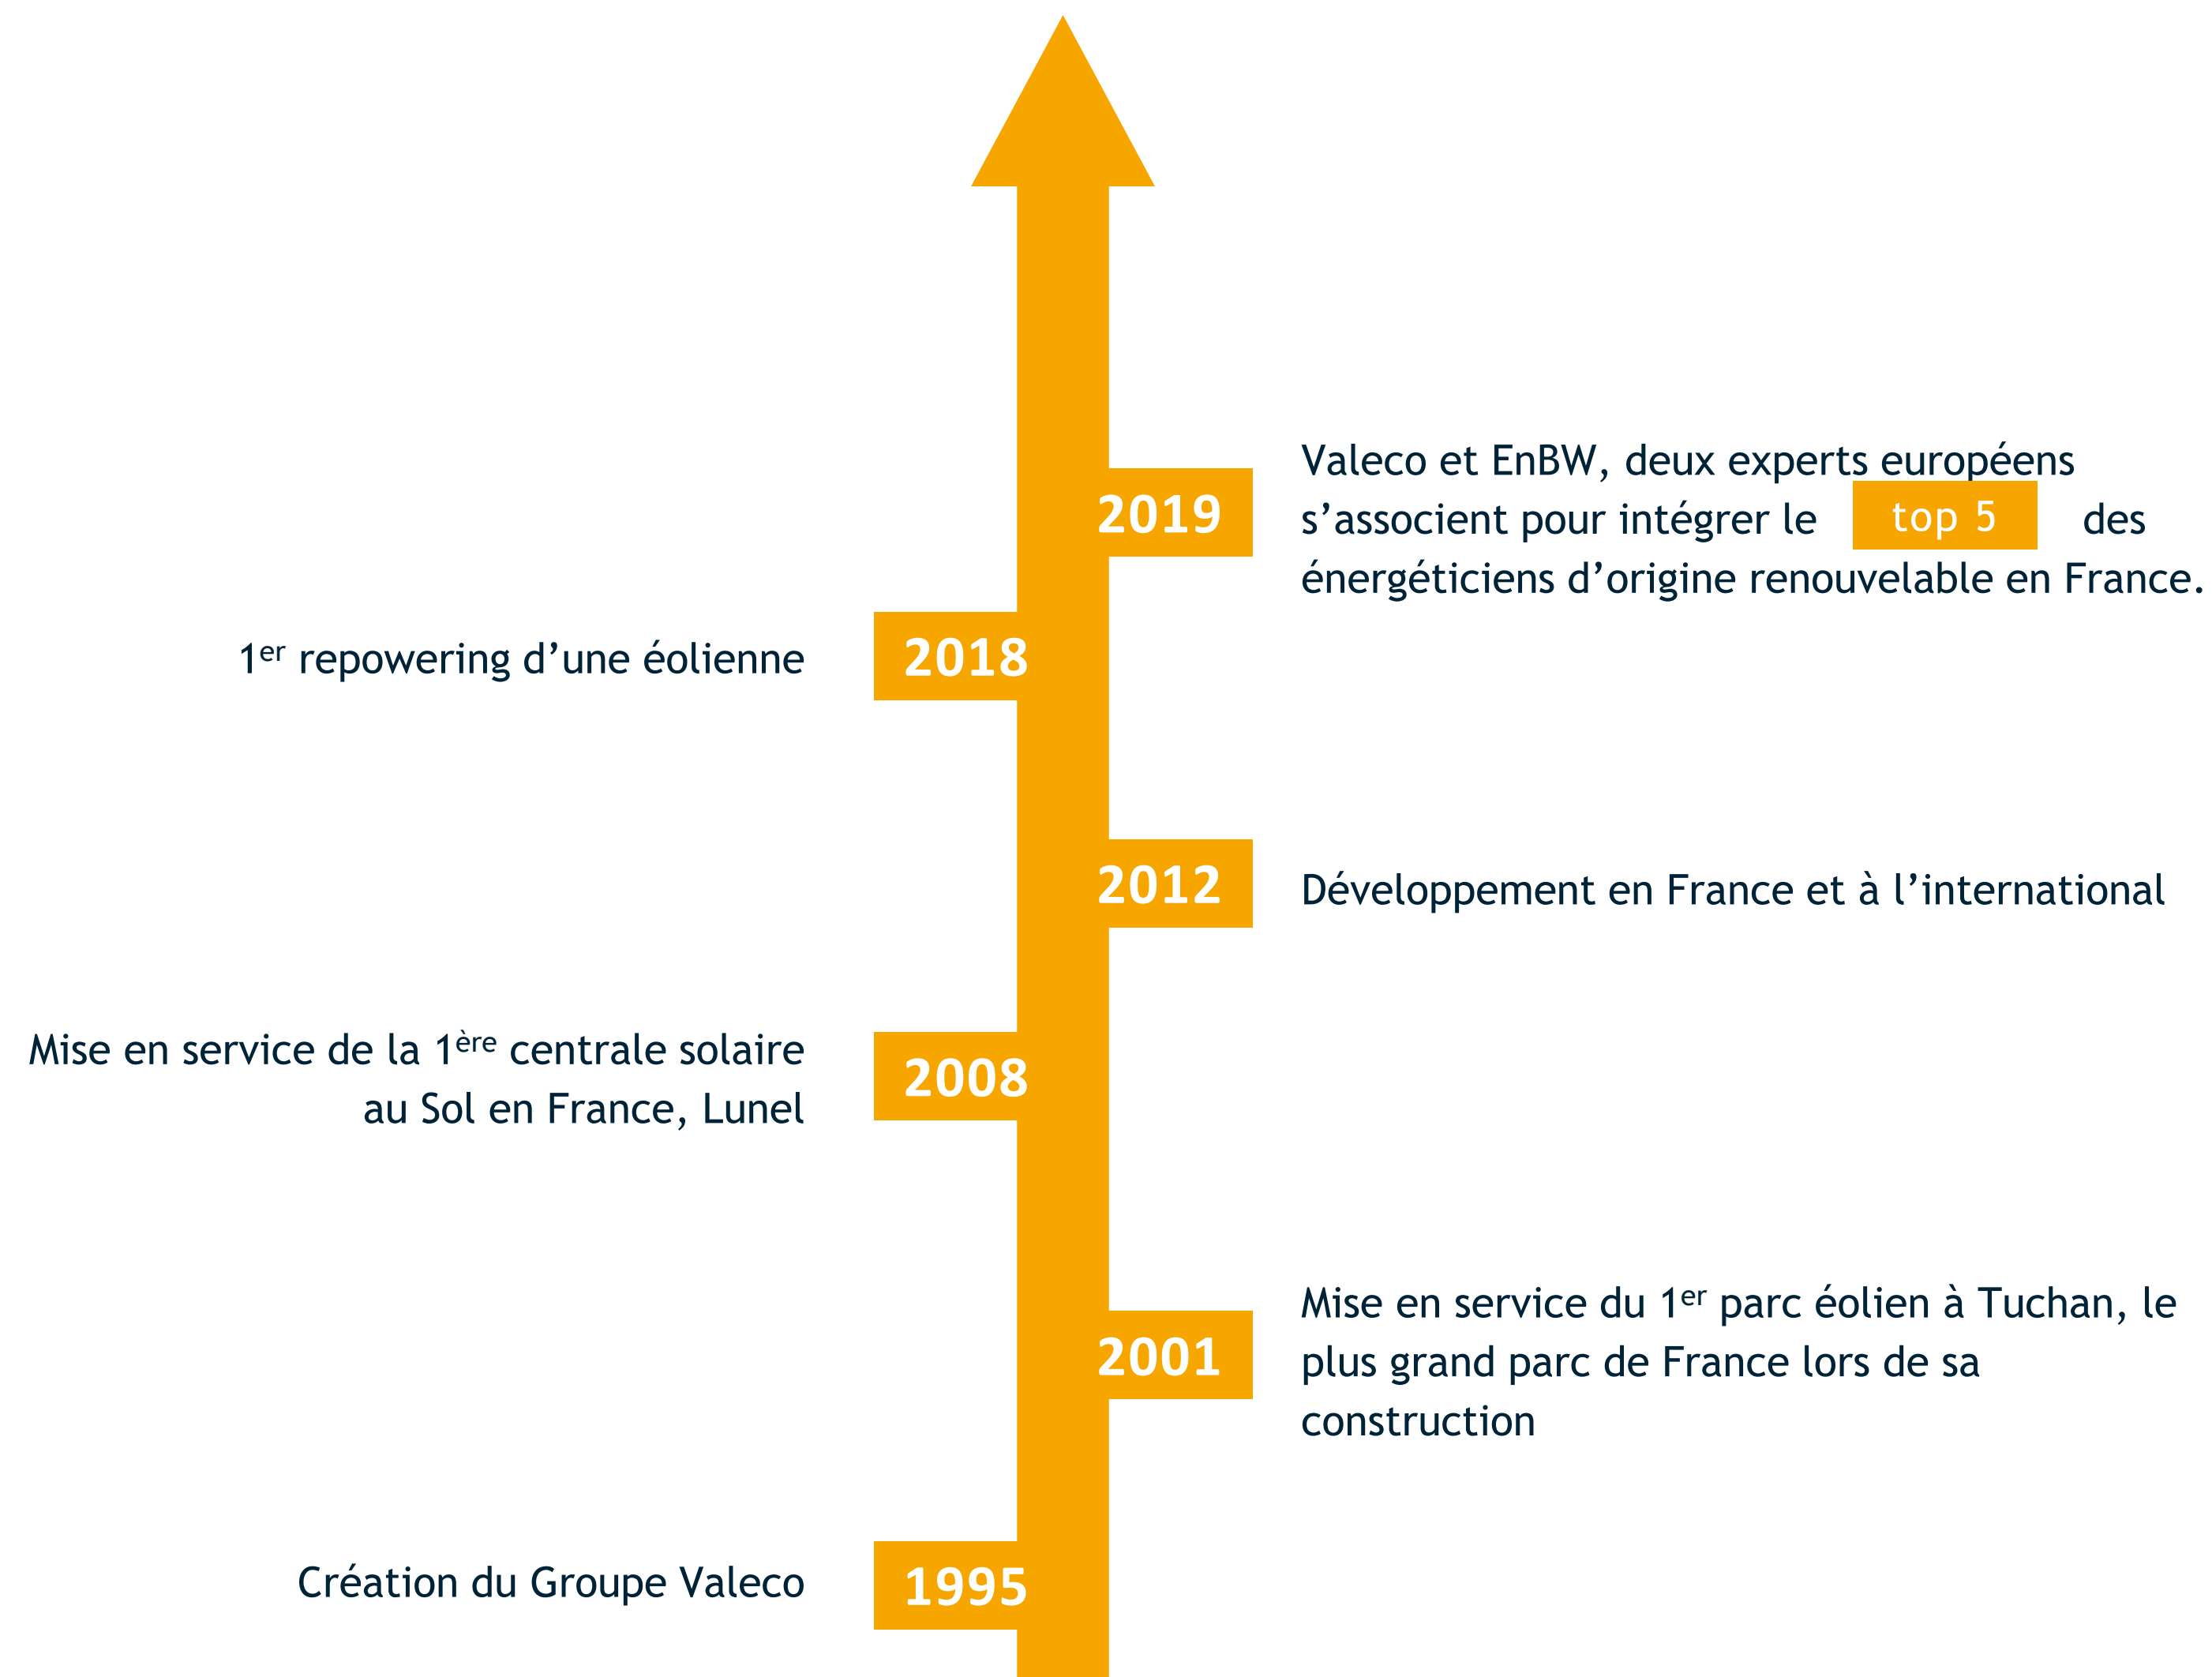 2019
Valeco et EnBW, deux experts européens
s’asssocient pour intégrer le top 5 des
énergéticiens d’origine renouvelable en France.
1er repowering d’une éolienne
2018
2012
Développement en France et à l’international
Mise en service de la 1ère centrale solaire
au Sol en France, Lunel
2008
2001
Mise en service du 1er parc éolien à Tuchan, le
plus grand parc de France lors de sa
construction
Création du Groupe Valeco
1995